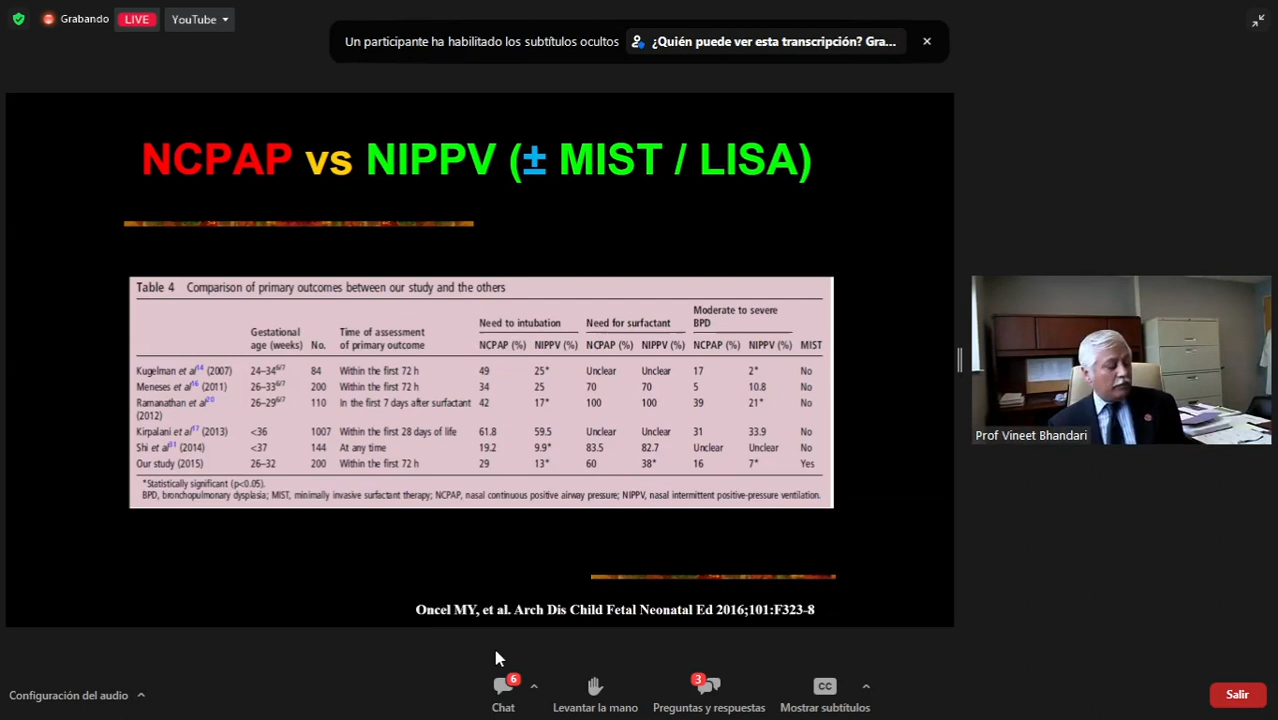 Grabando
LIVE
YouTube
Un participante ha habilitado los subtítulos ocultos
¿Quién puede ver esta transcripción? Gra...
NCPAP vs NIPPV (± MIST / LISA)
Table 4 Comparison of primary outcomes between our study and the others
Gestational age (weeks) No. Time of assessment of primary outcome Need to intubation Need for surfactant Moderate to severe BPD
NCPAP (%) NIPPV (%) NCPAP (%) NIPPV (%) NCPAP (%) NIPPV (%) MIST
Kugelman et al14 (2007) 24–346/7 84 Within the first 72 h 49 25* Unclear Unclear 17 2* No
Meneses et al16 (2011) 26–336/7 200 Within the first 72 h 34 25 70 70 5 10.8 No
Ramanathan et al20 (2012) 26–296/7 110 In the first 7 days after surfactant 42 17* 100 100 39 21* No
Kirpalani et al17 (2013) <36 1007 Within the first 28 days of life 61.8 59.5 Unclear Unclear 31 33.9 No
Shi et al31 (2014) <37 144 At any time 19.2 9.9* 83.5 82.7 Unclear Unclear No
Our study (2015) 26–32 200 Within the first 72 h 29 13* 60 38* 16 7* Yes
*Statistically significant (p<0.05).
BPD, bronchopulmonary dysplasia; MIST, minimally invasive surfactant therapy; NCPAP, nasal continuous positive airway pressure; NIPPV, nasal intermittent positive-pressure ventilation.
Oncel MY, et al. Arch Dis Child Fetal Neonatal Ed 2016;101:F323-8
Prof Vineet Bhandari
Configuración del audio
6
Chat
Levantar la mano
3
Preguntas y respuestas
CC
Mostrar subtítulos
Salir